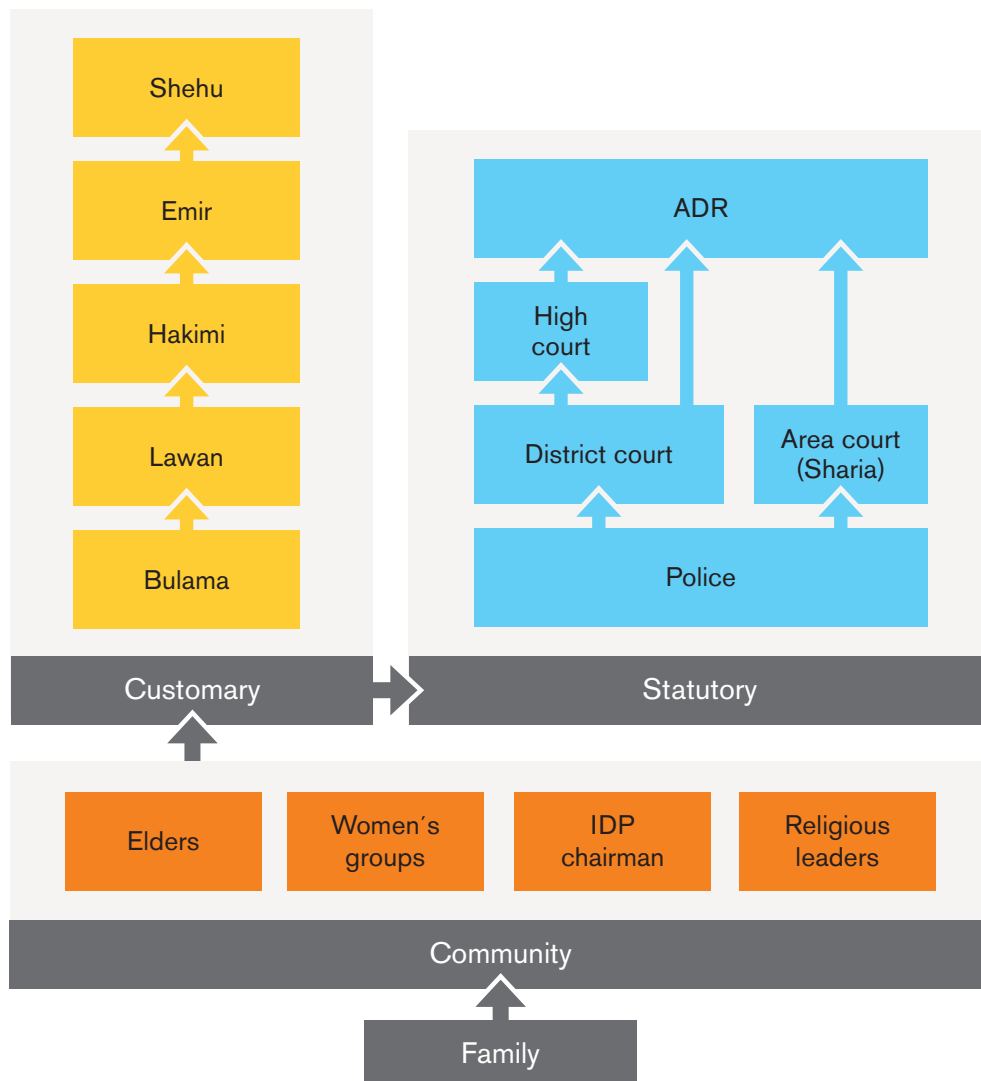 Shehu
Emir
Hakimi
Lawan
Bulama
Customary
ADR
High
court
District court
Area court
(Sharia)
Police
Statutory
Elders
Women´s
groups
IDP
chairman
Religious
leaders
Community
Family